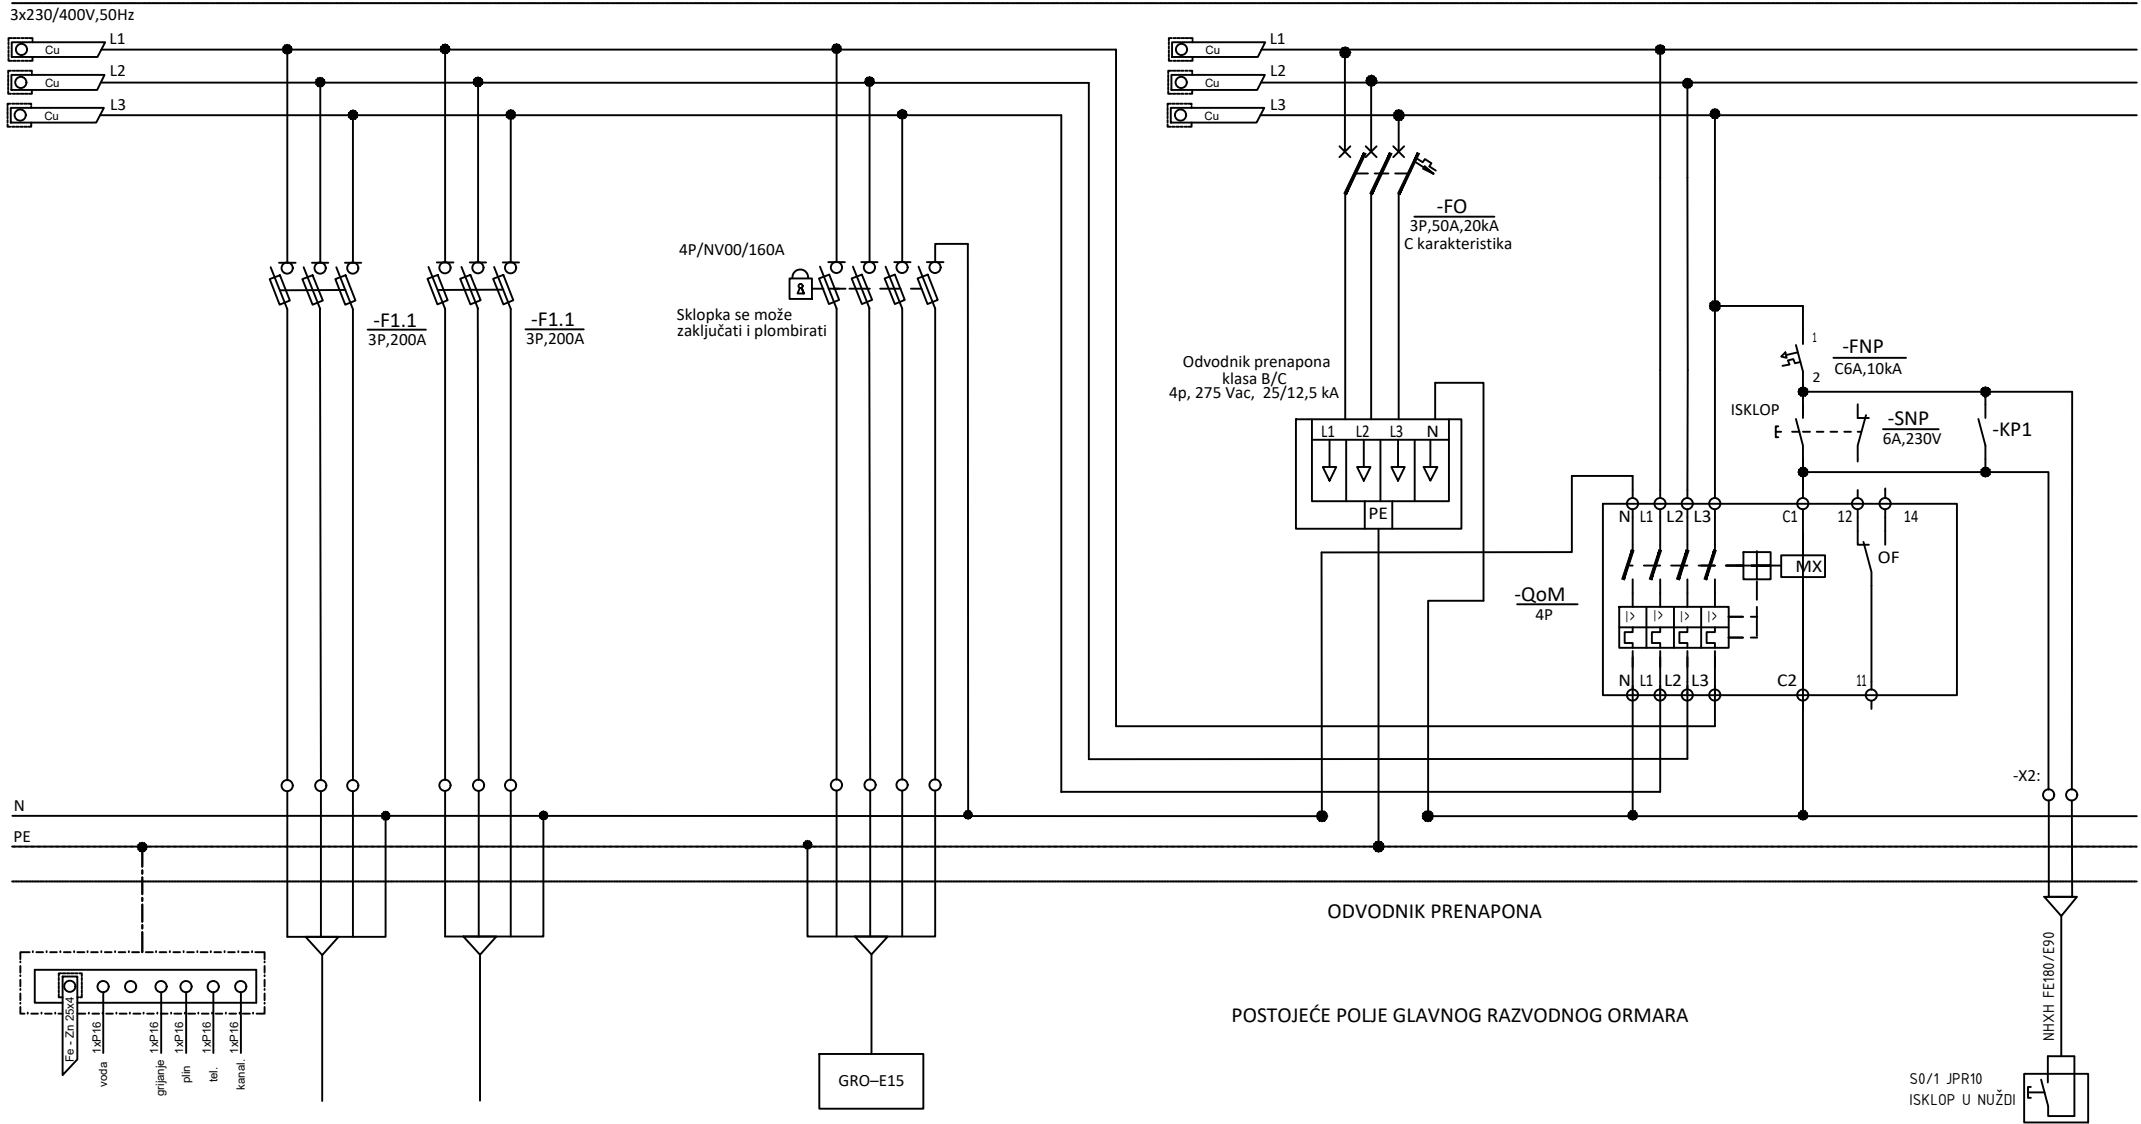 3x230/400V,50Hz
Cu L1
Cu L2
Cu L3
Cu L1
Cu L2
Cu L3
-FO
3P,50A,20kA
C karakteristika
4P/NV00/160A
Sklopka se može
zaključati i plombirati
-F1.1
3P,200A
-F1.1
3P,200A
Odvodnik prenapona
klasa B/C
4p, 275 Vac, 25/12,5 kA
L1 L2 L3 N
PE
1
-FNP
C6A,10kA
2
ISKLOP
-SNP
6A,230V
-KP1
N L1 L2 L3 C1 12 14
OF
MX
-QoM
4P
I> I> I> I>
N L1 L2 L3 C2 11
-X2:
N
PE
ODVODNIK PRENAPONA
POSTOJEĆE POLJE GLAVNOG RAZVODNOG ORMARA
NHXH FE180/E90
Fe - Zn 25x4
1xP16
voda
1xP16
grijanje
1xP16
plin
1xP16
tel.
1xP16
kanal.
GRO–E15
S0/1 JPR10
ISKLOP U NUŽDI